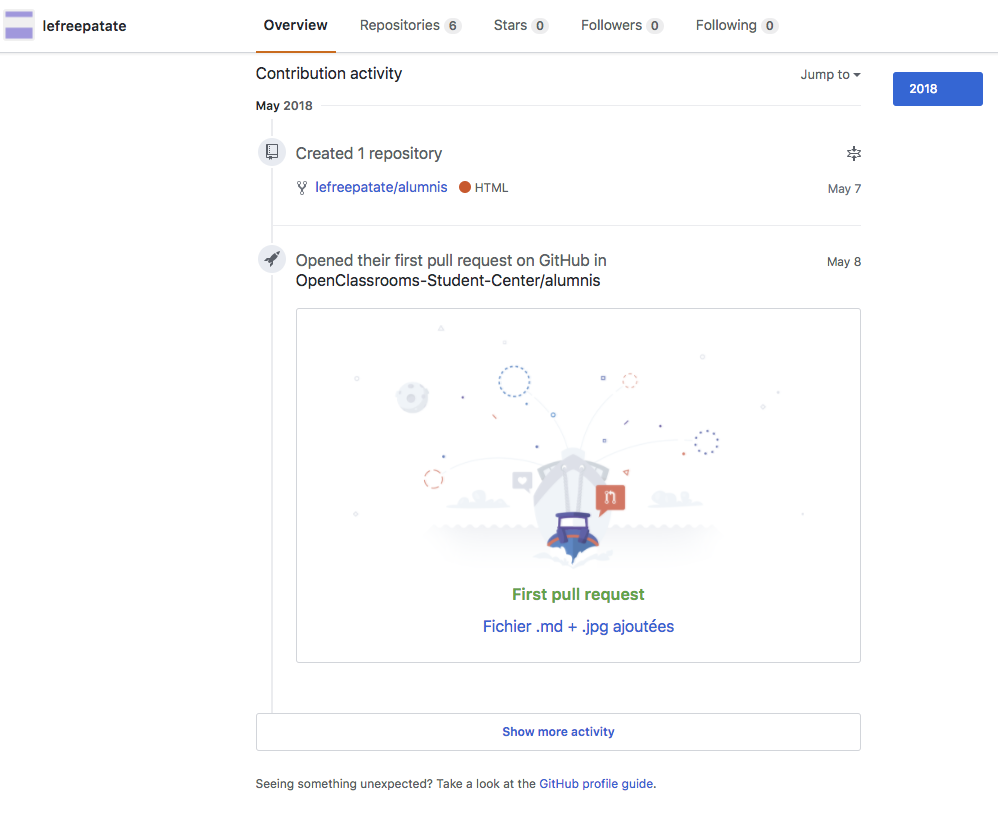 lefreepatate
Overview
Repositories 6
Stars 0
Followers 0
Following 0
Contribution activity
Jump to
2018
May 2018
Created 1 repository
lefreepatate/alumnis
HTML
May 7
Opened their first pull request on GitHub in
OpenClassrooms-Student-Center/alumnis
May 8
First pull request
Fichier .md + .jpg ajoutées
Show more activity
Seeing something unexpected? Take a look at the GitHub profile guide.